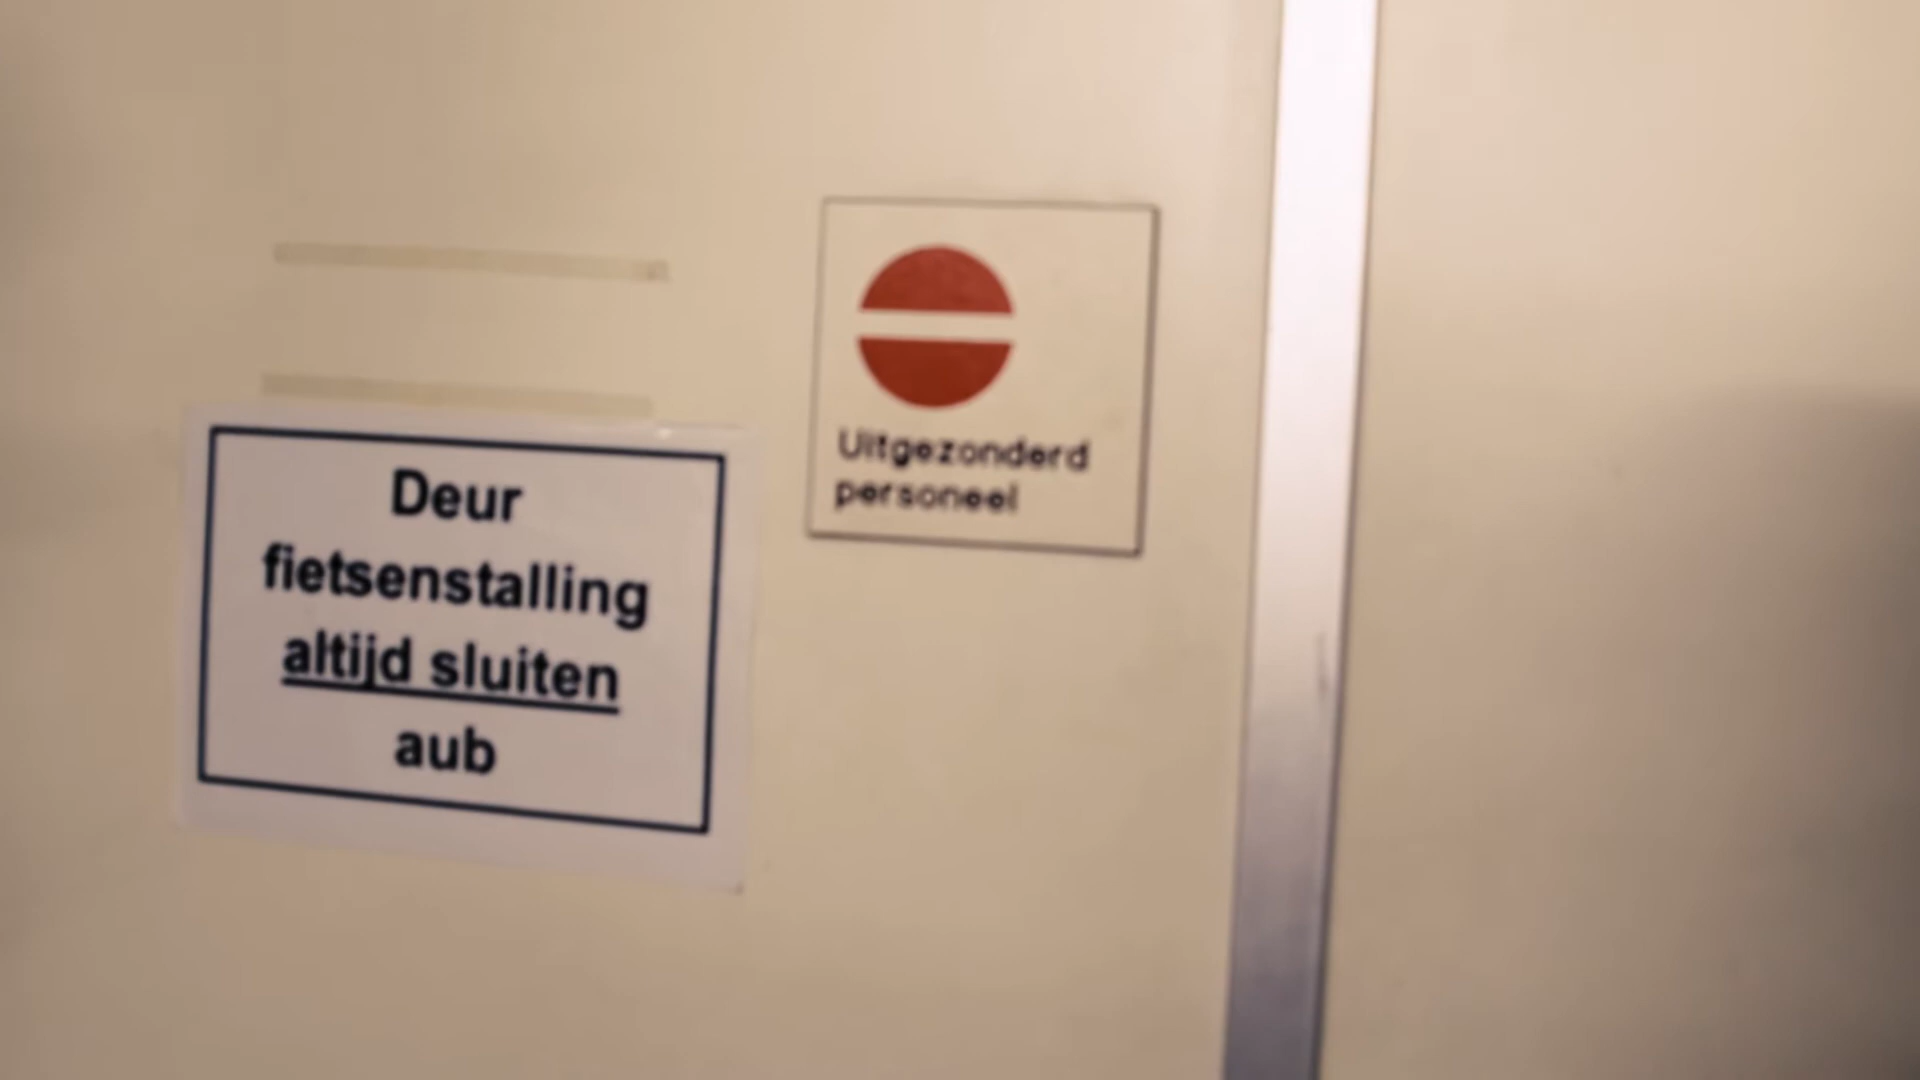 Deur
fietsenstalling
altijd sluiten
aub
Uitgezonderd
personeel